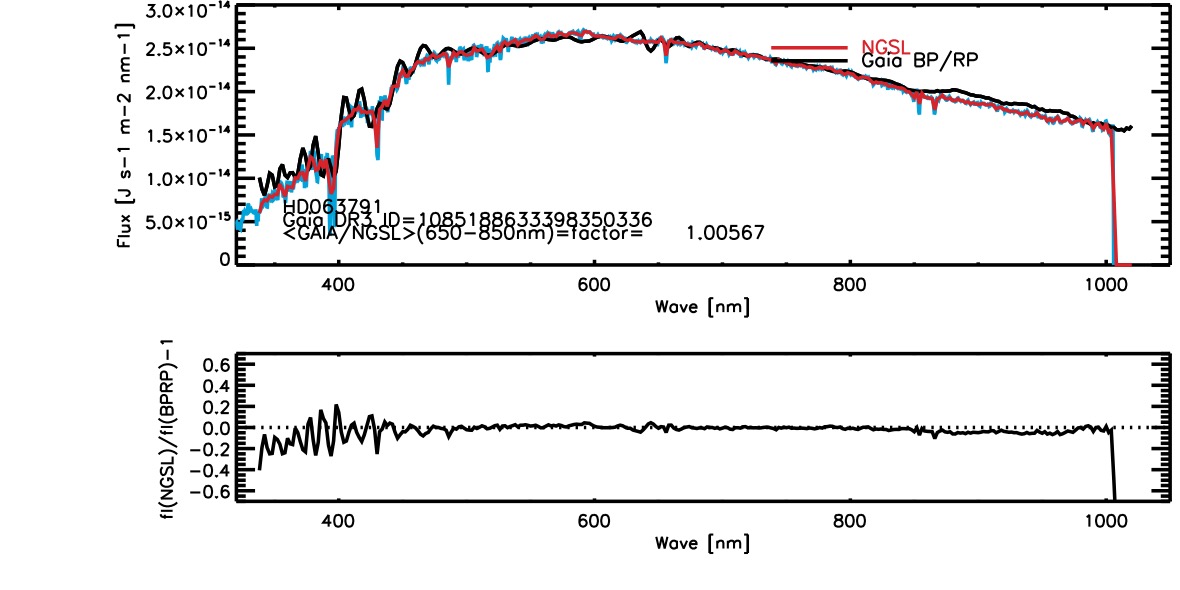 3.0×10⁻¹⁴
2.5×10⁻¹⁴
2.0×10⁻¹⁴
1.5×10⁻¹⁴
1.0×10⁻¹⁴
5.0×10⁻¹⁵
0
Flux [J s−1 m−2 nm−1]
NGSL
Gaia BP/RP
HD063791
Gaia DR3 ID=1085188633398350336
<GAIA/NGSL>(650−850nm)=factor= 1.00567
400 600 800 1000
Wave [nm]
0.6
0.4
0.2
0.0
−0.2
−0.4
−0.6
fl(NGSL)/fl(BPRP)−1
400 600 800 1000
Wave [nm]